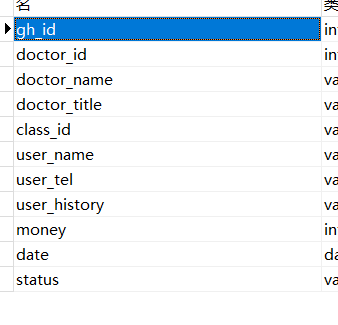 名 类
gh_id in
doctor_id in
doctor_name va
doctor_title va
class_id va
user_name va
user_tel va
user_history va
money in
date da
status va